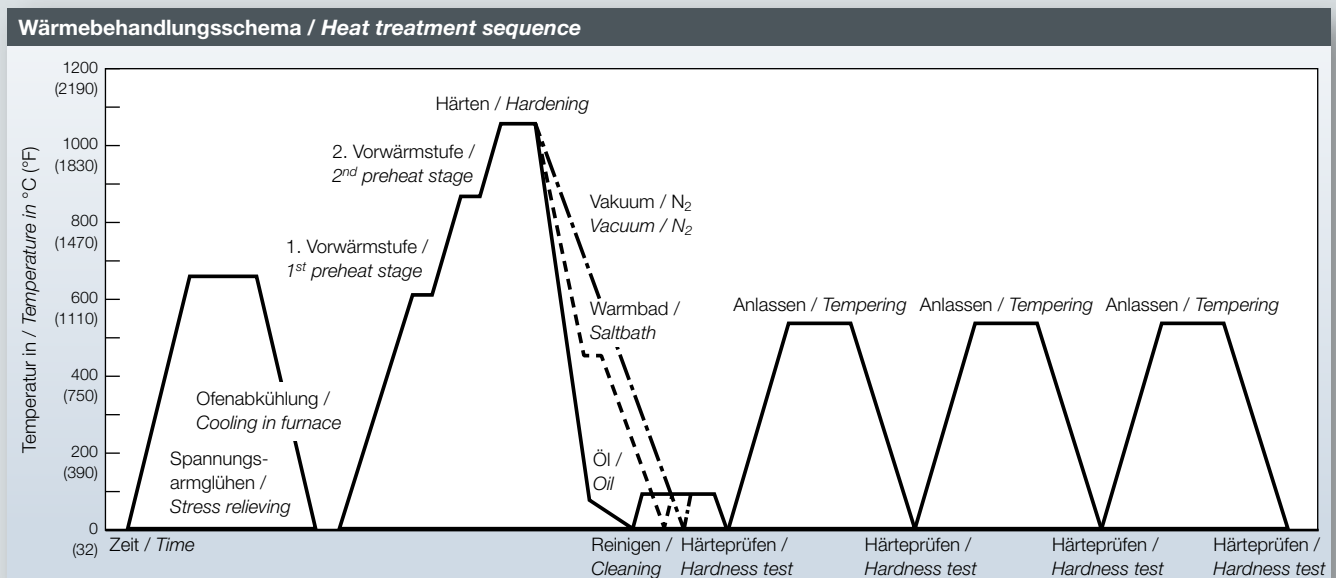 Wärmebehandlungsschema / Heat treatment sequence
Temperatur in / Temperature in °C (°F)
1200
(2190)
1000
(1830)
800
(1470)
600
(1110)
400
(750)
200
(390)
0
(32)
Härten / Hardening
2. Vorwärmstufe /
2nd preheat stage
1. Vorwärmstufe /
1st preheat stage
Vakuum / N2
Vacuum / N2
Warmbad /
Saltbath
Anlassen / Tempering
Anlassen / Tempering
Anlassen / Tempering
Ofenabkühlung /
Cooling in furnace
Spannungs-
armglühen /
Stress relieving
Öl /
Oil
Zeit / Time
Reinigen /
Cleaning
Härteprüfen /
Hardness test
Härteprüfen /
Hardness test
Härteprüfen /
Hardness test
Härteprüfen /
Hardness test